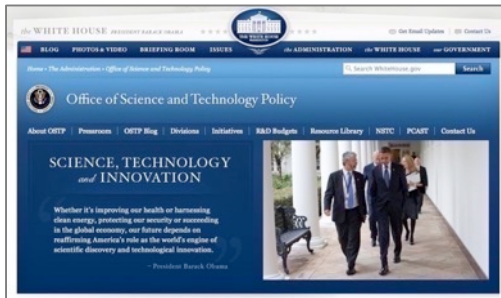 the WHITE HOUSE PRESIDENT BARACK OBAMA
THE WHITE HOUSE
Get Email Updates Contact Us
BLOG PHOTOS & VIDEO BRIEFING ROOM ISSUES the ADMINISTRATION the WHITE HOUSE our GOVERNMENT
Home • The Administration • Office of Science and Technology Policy
Search WhiteHouse.gov Search
Office of Science and Technology Policy
About OSTP Pressroom OSTP Blog Divisions Initiatives R&D Budgets Resource Library NSTC PCAST Contact Us
SCIENCE, TECHNOLOGY
and INNOVATION
Whether it's improving our health or harnessing
clean energy, protecting our security or succeeding
in the global economy, our future depends on
reaffirming America's role as the world's engine of
scientific discovery and technological innovation.
– President Barack Obama